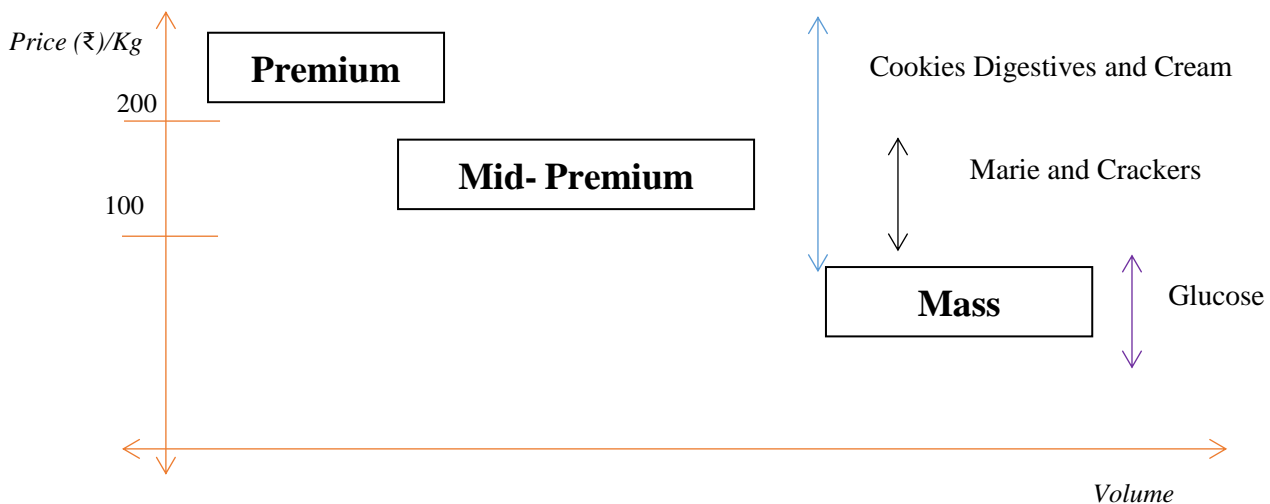 Price (₹)/Kg
Premium
Cookies Digestives and Cream
200
Mid- Premium
Marie and Crackers
100
Mass
Glucose
Volume